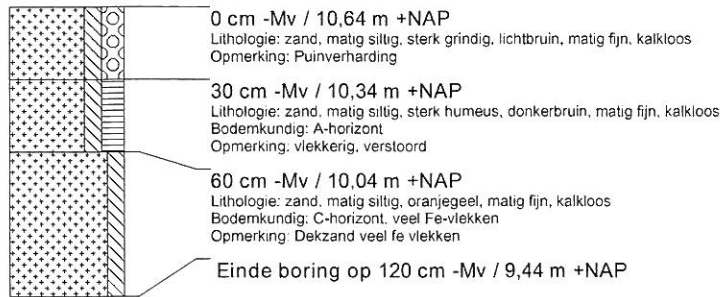 0 cm -Mv / 10,64 m +NAP
Lithologie: zand, matig siltig, sterk grindig, lichtbruin, matig fijn, kalkloos
Opmerking: Puinverharding
30 cm -Mv / 10,34 m +NAP
Lithologie: zand, matig siltig, sterk humeus, donkerbruin, matig fijn, kalkloos
Bodemkundig: A-horizont
Opmerking: vlekkerig, verstoord
60 cm -Mv / 10,04 m +NAP
Lithologie: zand, matig siltig, oranjegeel, matig fijn, kalkloos
Bodemkundig: C-horizont, veel Fe-vlekken
Opmerking: Dekzand veel fe vlekken
Einde boring op 120 cm -Mv / 9,44 m +NAP